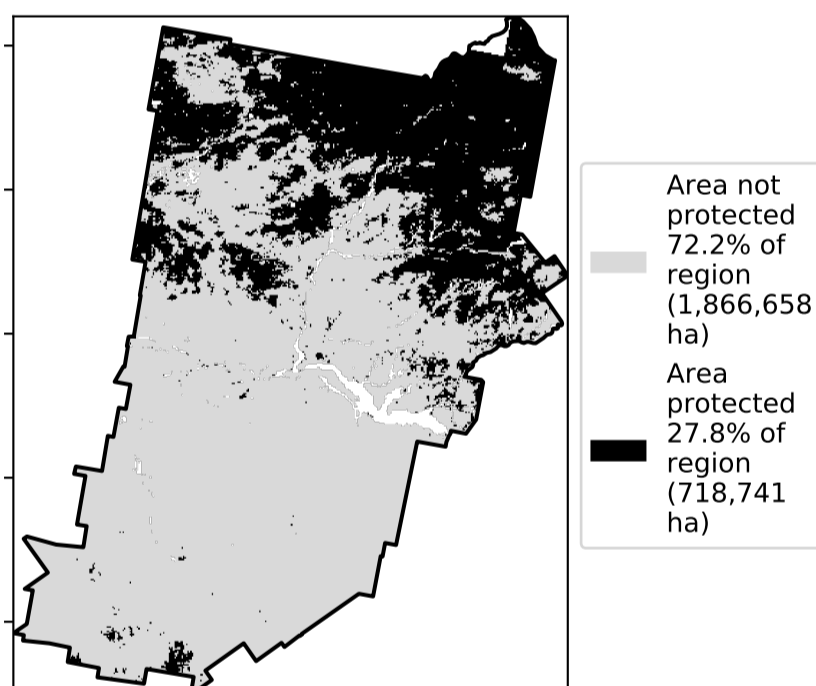 Area not
protected
72.2% of
region
(1,866,658
ha)
Area
protected
27.8% of
region
(718,741
ha)